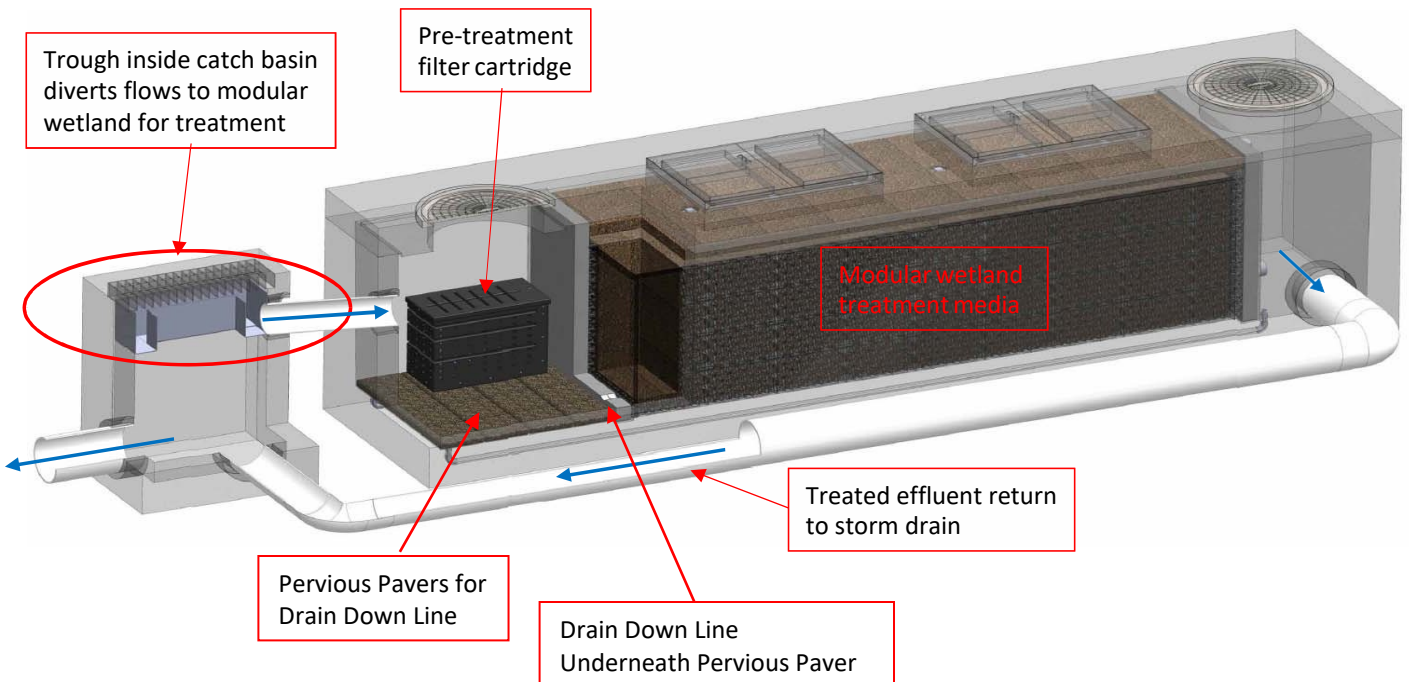 Trough inside catch basin
diverts flows to modular
wetland for treatment
Pre-treatment
filter cartridge
Modular wetland
treatment media
Treated effluent return
to storm drain
Pervious Pavers for
Drain Down Line
Drain Down Line
Underneath Pervious Paver